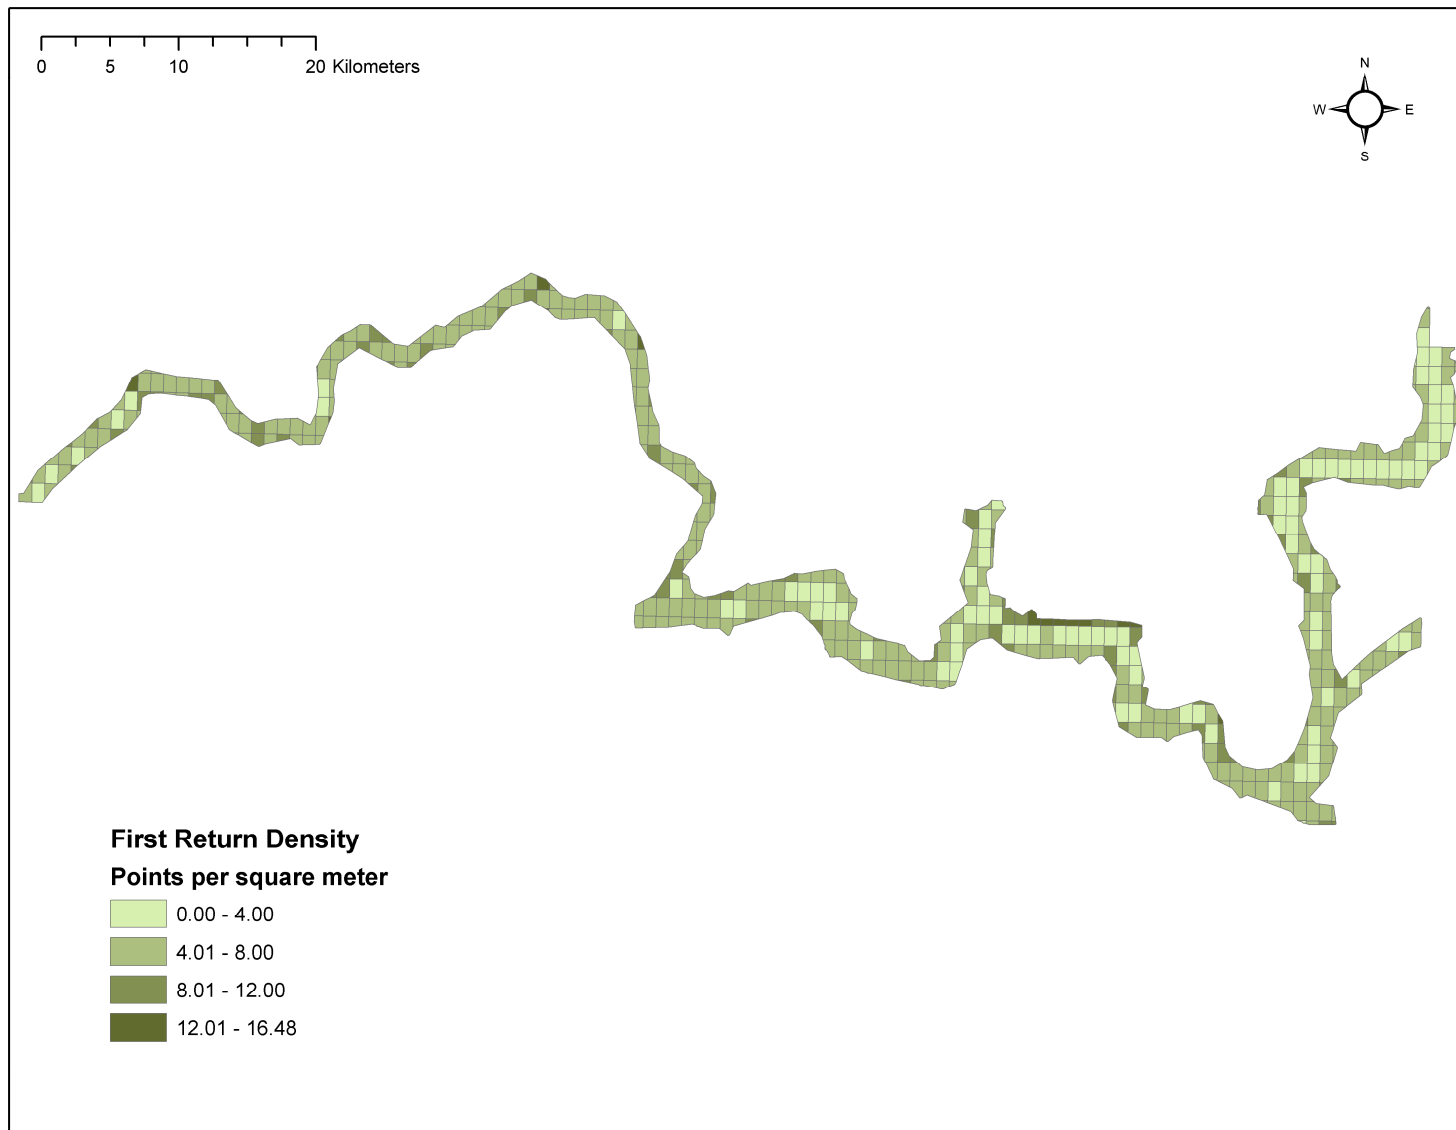 0 5 10 20 Kilometers
N
W E
S
First Return Density
Points per square meter
0.00 - 4.00
4.01 - 8.00
8.01 - 12.00
12.01 - 16.48